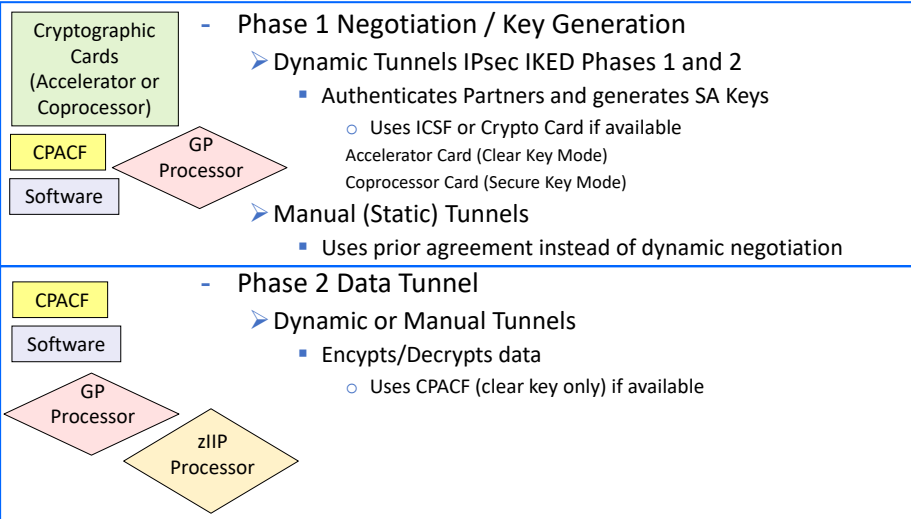 Cryptographic
Cards
(Accelerator or
Coprocessor)
CPACF
Software
GP
Processor
- Phase 1 Negotiation / Key Generation
Dynamic Tunnels IPsec IKED Phases 1 and 2
Authenticates Partners and generates SA Keys
Uses ICSF or Crypto Card if available
Accelerator Card (Clear Key Mode)
Coprocessor Card (Secure Key Mode)
Manual (Static) Tunnels
Uses prior agreement instead of dynamic negotiation
CPACF
Software
GP
Processor
zIIP
Processor
- Phase 2 Data Tunnel
Dynamic or Manual Tunnels
Encypts/Decrypts data
Uses CPACF (clear key only) if available